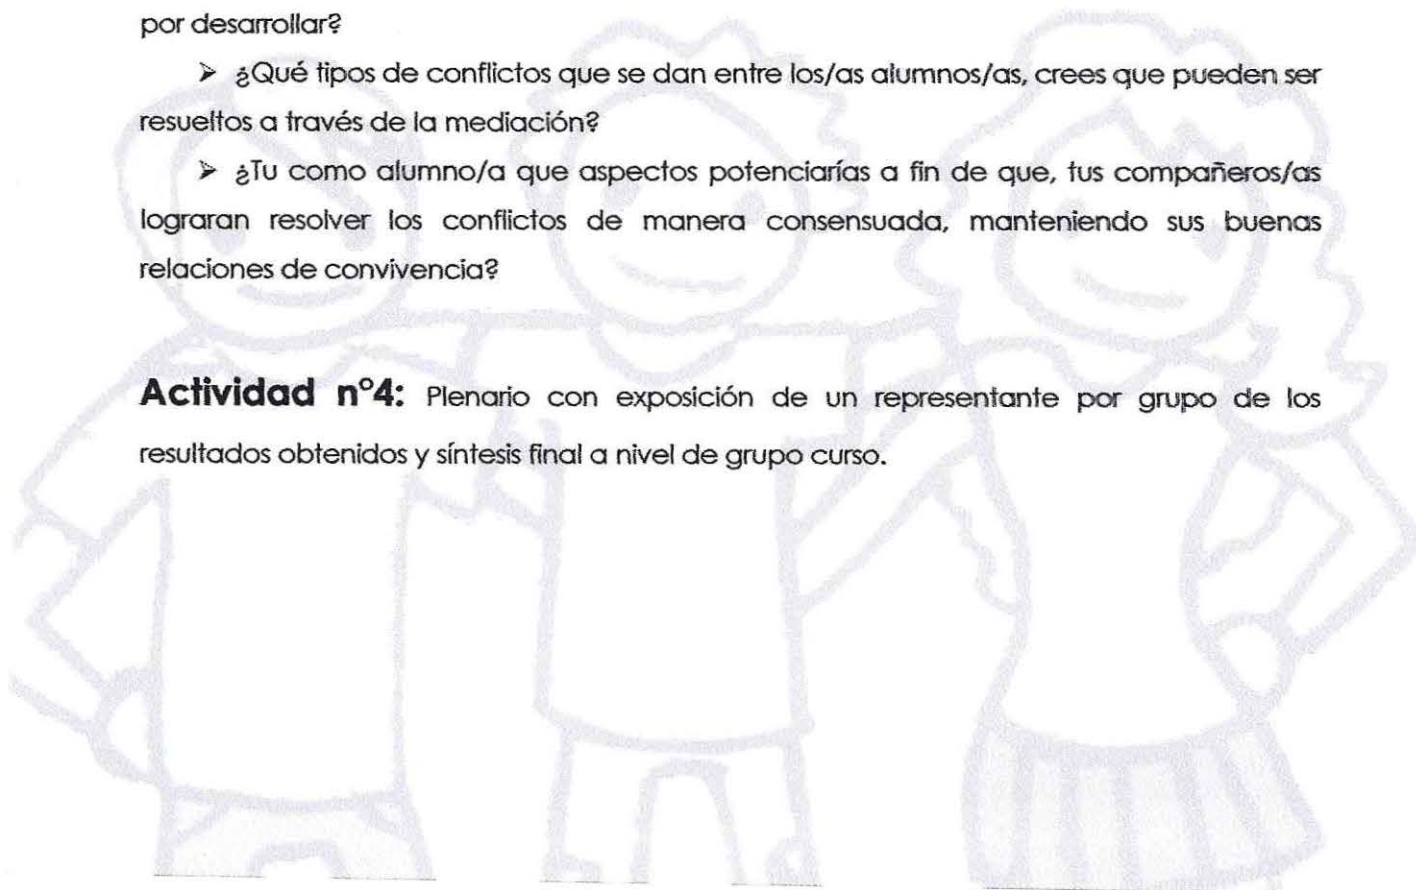 por desarrollar?
➢ ¿Qué tipos de conflictos que se dan entre los/as alumnos/as, crees que pueden ser
resueltos a través de la mediación?
➢ ¿Tu como alumno/a que aspectos potenciarías a fin de que, tus compañeros/as
lograran resolver los conflictos de manera consensuada, manteniendo sus buenas
relaciones de convivencia?
Actividad nº4: Plenario con exposición de un representante por grupo de los
resultados obtenidos y síntesis final a nivel de grupo curso.